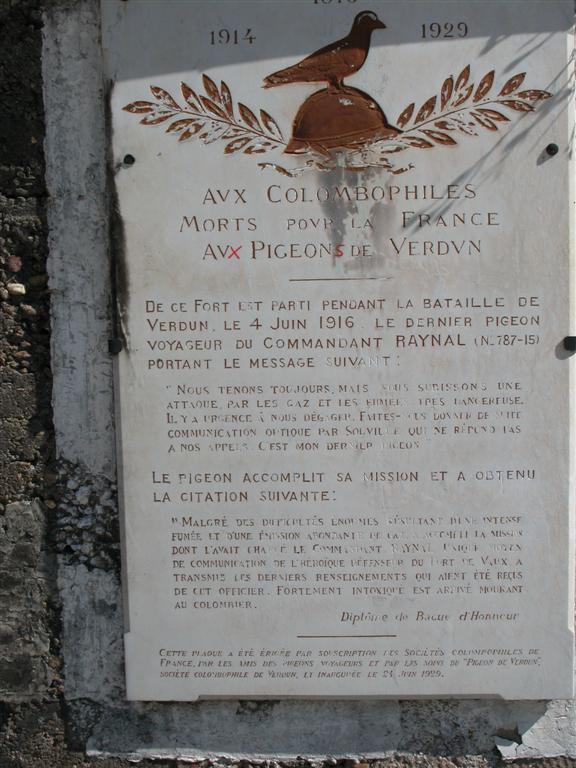 1914 1929
AVX COLOMBOPHILES
MORTS POVR LA FRANCE
AVX PIGEONS DE VERDVN
DE CE FORT EST PARTI PENDANT LA BATAILLE DE
VERDUN, LE 4 JUIN 1916, LE DERNIER PIGEON
VOYAGEUR DU COMMANDANT RAYNAL (No 787-15)
PORTANT LE MESSAGE SUIVANT:
"NOUS TENONS TOUJOURS, MAIS NOUS SUBISSONS UNE
ATTAQUE PAR LES GAZ ET LES FUMÉES TRÈS DANGEREUSE.
IL Y A URGENCE À NOUS DÉGAGER. FAITES-NOUS DONNER DE SUITE
COMMUNICATION OPTIQUE PAR SOUVILLE, QUI NE RÉPOND PAS
A NOS APPELS. C'EST MON DERNIER PIGEON"
LE PIGEON ACCOMPLIT SA MISSION ET A OBTENU
LA CITATION SUIVANTE:
"MALGRÉ DES DIFFICULTÉS ENORMES RÉSULTANT D'UNE INTENSE
FUMÉE ET D'UNE ÉMISSION ABONDANTE DE GAZ, A ACCOMPLI LA MISSION
DONT L'AVAIT CHARGÉ LE COMMANDANT RAYNAL. UNIQUE MOYEN
DE COMMUNICATION DE L'HÉROÏQUE DÉFENSEUR DU FORT DE VAUX, A
TRANSMIS LES DERNIERS RENSEIGNEMENTS QUI AIENT ÉTÉ REÇUS
DE CET OFFICIER. FORTEMENT INTOXIQUÉ EST ARRIVÉ MOURANT
AU COLOMBIER.
Diplôme de Bague d'Honneur
CETTE PLAQUE A ÉTÉ ÉRIGÉE PAR SOUSCRIPTION DES SOCIÉTÉS COLOMBOPHILES DE
FRANCE, PAR LES AMIS DES PIGEONS VOYAGEURS ET PAR LES SOINS DU "PIGEON DE VERDUN",
SOCIÉTÉ COLOMBOPHILE DE VERDUN, ET INAUGURÉE LE 24 JUIN 1929.